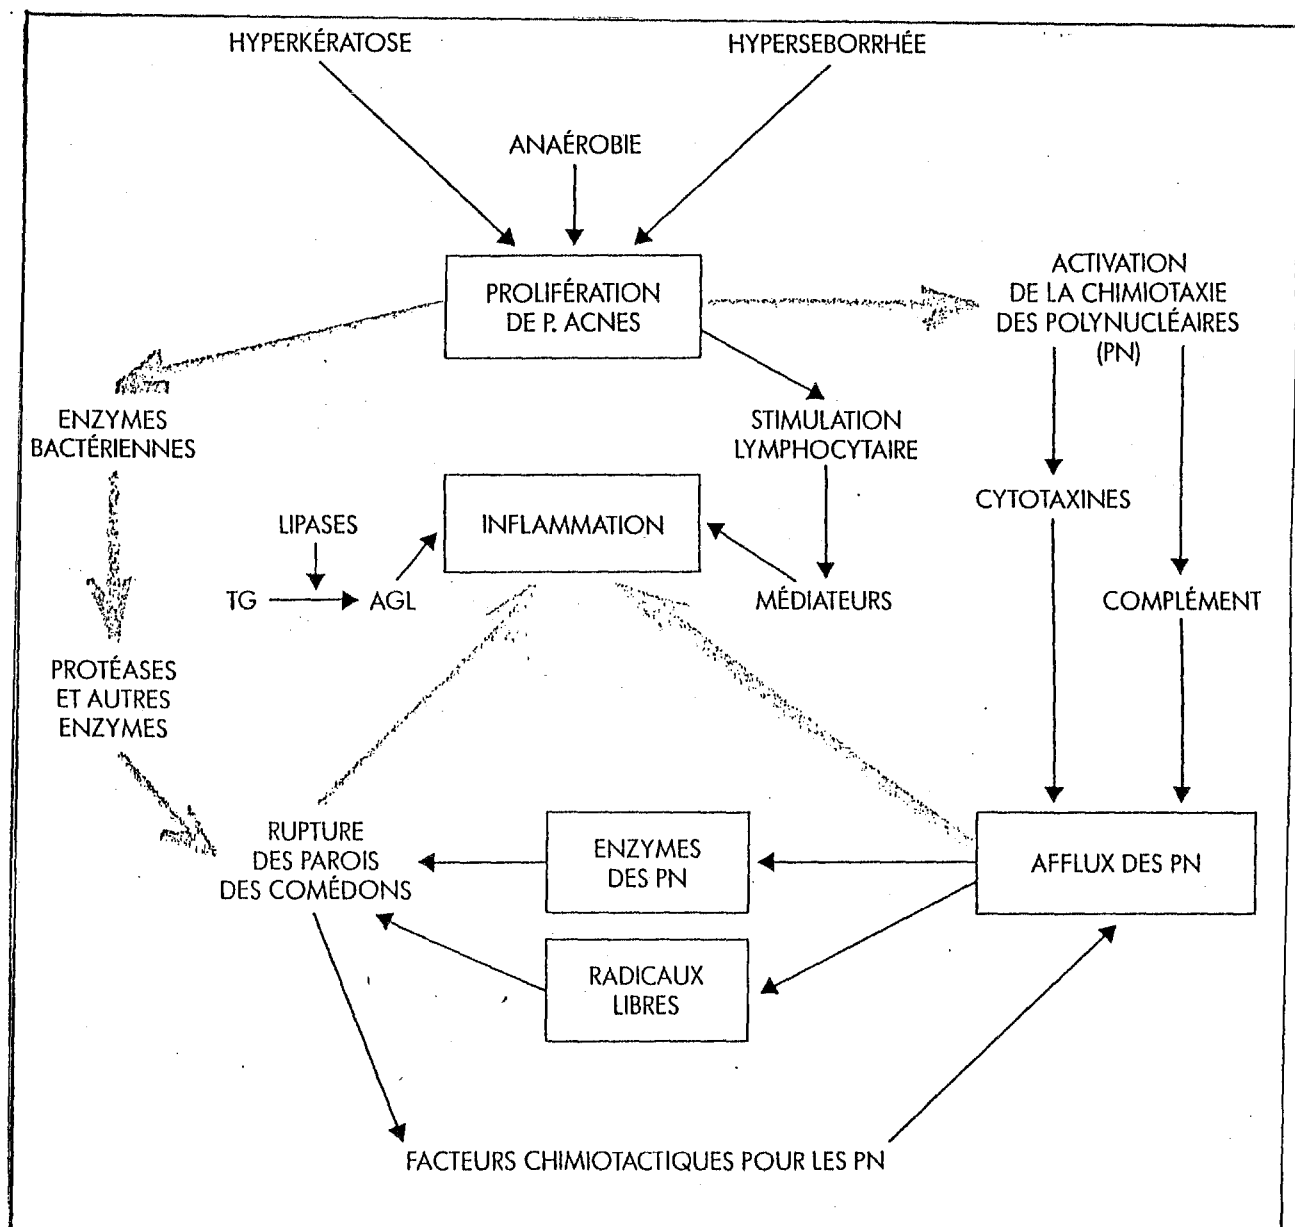 HYPERKÉRATOSE
HYPERSEBORRHÉE
ANAÉROBIE
PROLIFÉRATION
DE P. ACNES
ACTIVATION
DE LA CHIMIOTAXIE
DES POLYNUCLÉAIRES
(PN)
ENZYMES
BACTÉRIENNES
STIMULATION
LYMPHOCYTAIRE
CYTOTAXINES
LIPASES
INFLAMMATION
TG
AGL
MÉDIATEURS
COMPLÉMENT
PROTÉASES
ET AUTRES
ENZYMES
RUPTURE
DES PAROIS
DES COMÉDONS
ENZYMES
DES PN
AFFLUX DES PN
RADICAUX
LIBRES
FACTEURS CHIMIOTACTIQUES POUR LES PN